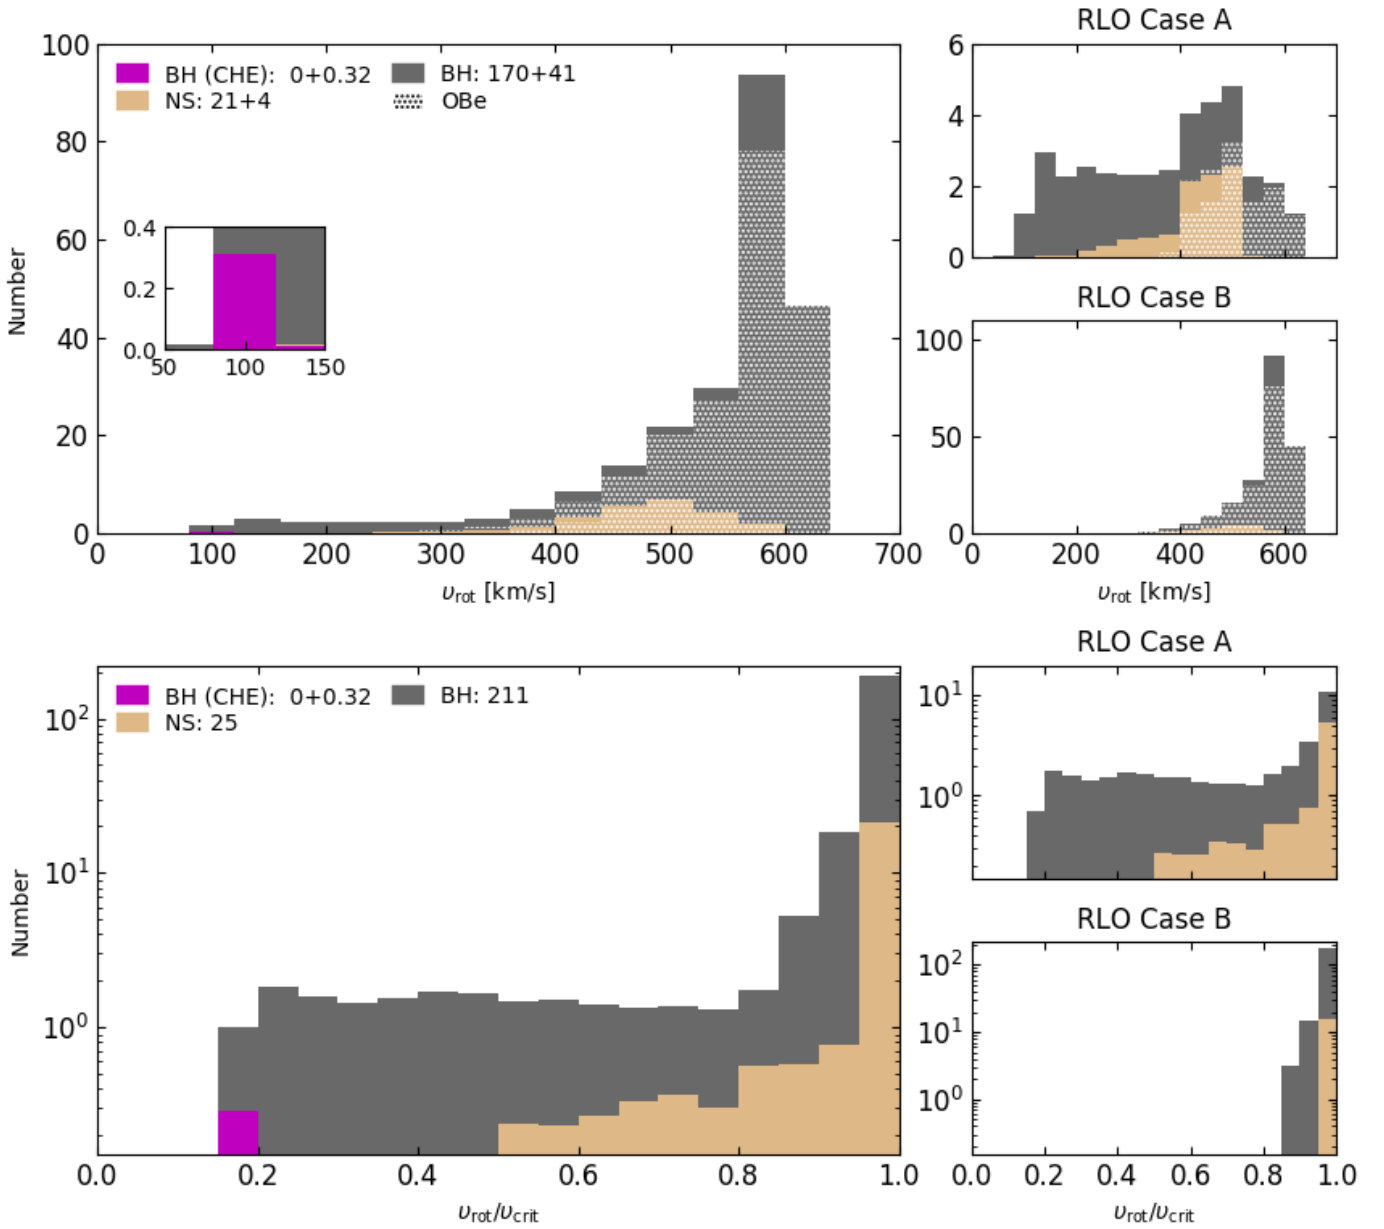 RLO Case A
100
80
60
40
20
0
Number
BH (CHE): 0+0.32
BH: 170+41
NS: 21+4
OBe
0.4
0.2
0.0
50 100 150
0 100 200 300 400 500 600 700
υrot [km/s]
6
4
2
0
RLO Case B
100
50
0
0 200 400 600
υrot [km/s]
RLO Case A
10²
10¹
10⁰
Number
BH (CHE): 0+0.32
BH: 211
NS: 25
0.0 0.2 0.4 0.6 0.8 1.0
υrot/υcrit
10¹
10⁰
RLO Case B
10²
10¹
10⁰
0.0 0.2 0.4 0.6 0.8 1.0
υrot/υcrit